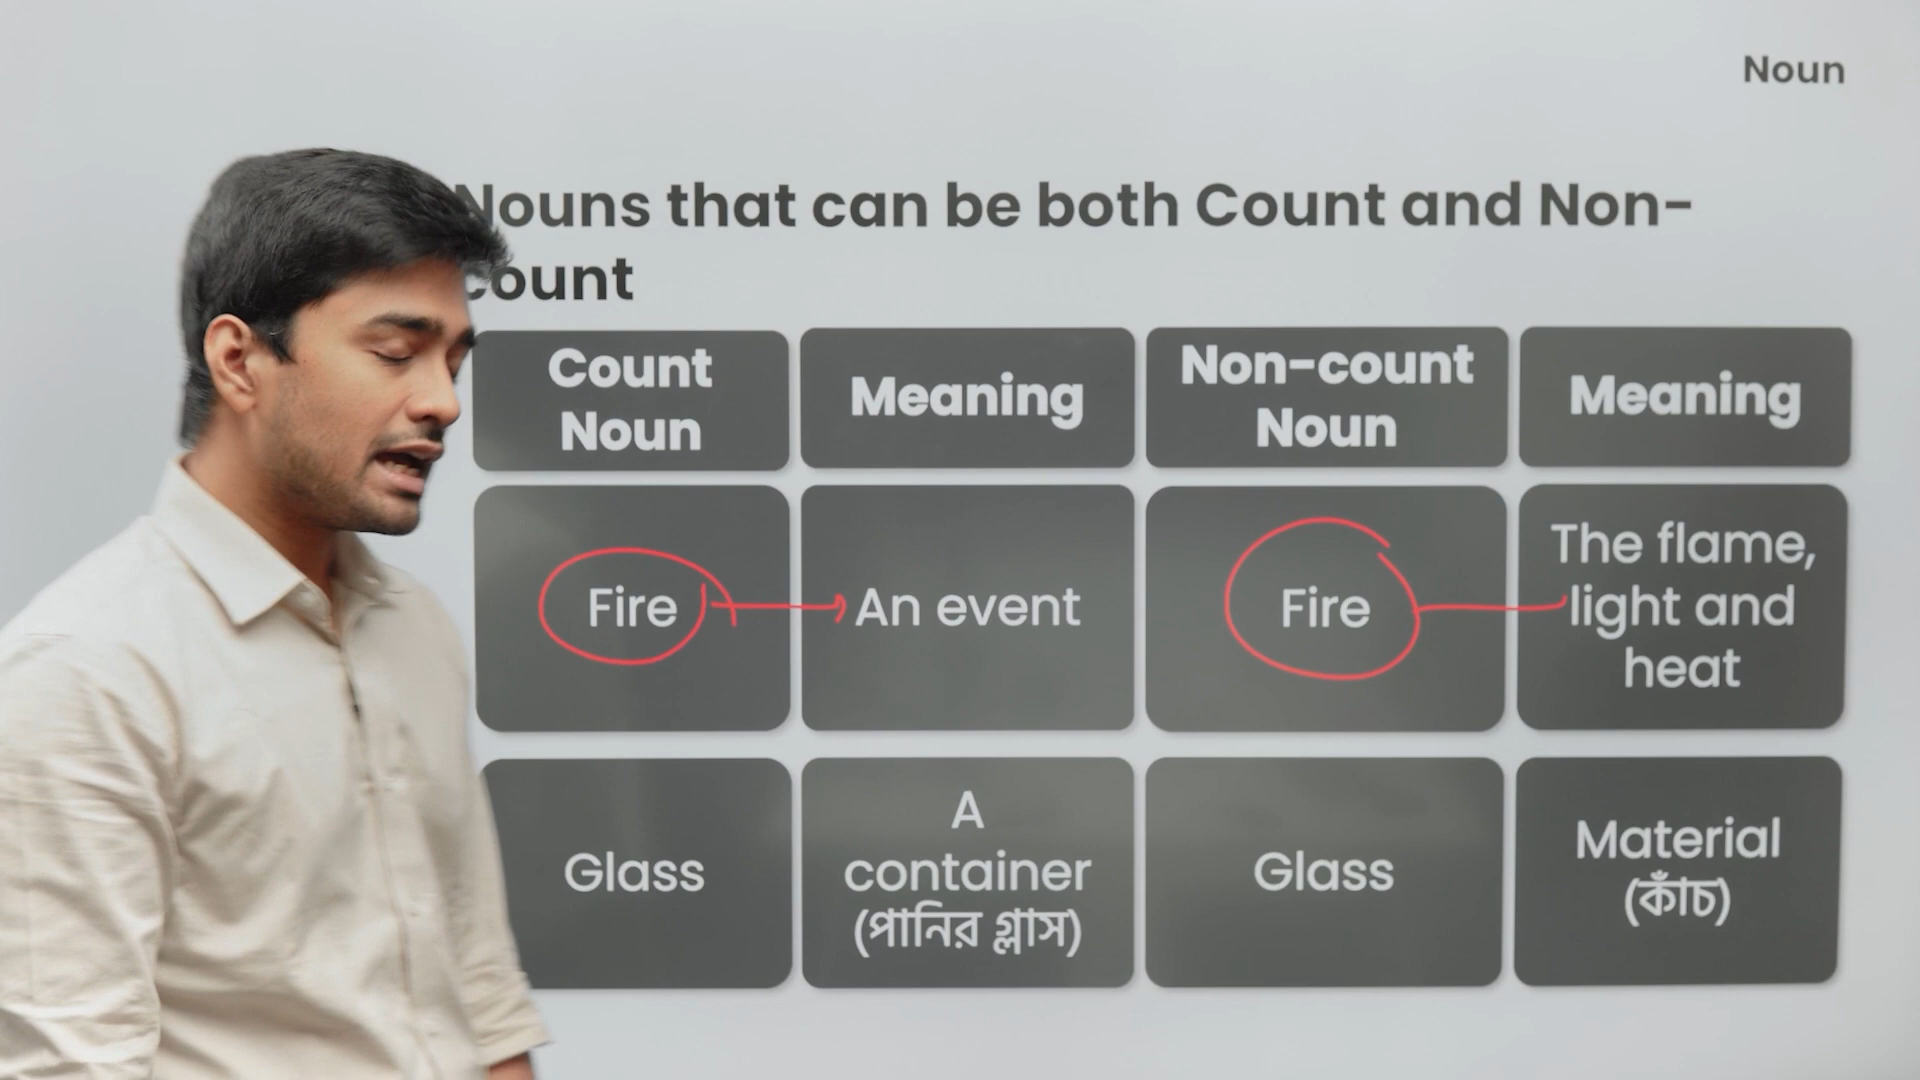 Noun
Nouns that can be both Count and Non-
count
Count
Noun
Meaning
Non-count
Noun
Meaning
Fire
An event
Fire
The flame,
light and
heat
Glass
A
container
(পানির গ্লাস)
Glass
Material
(কাঁচ)